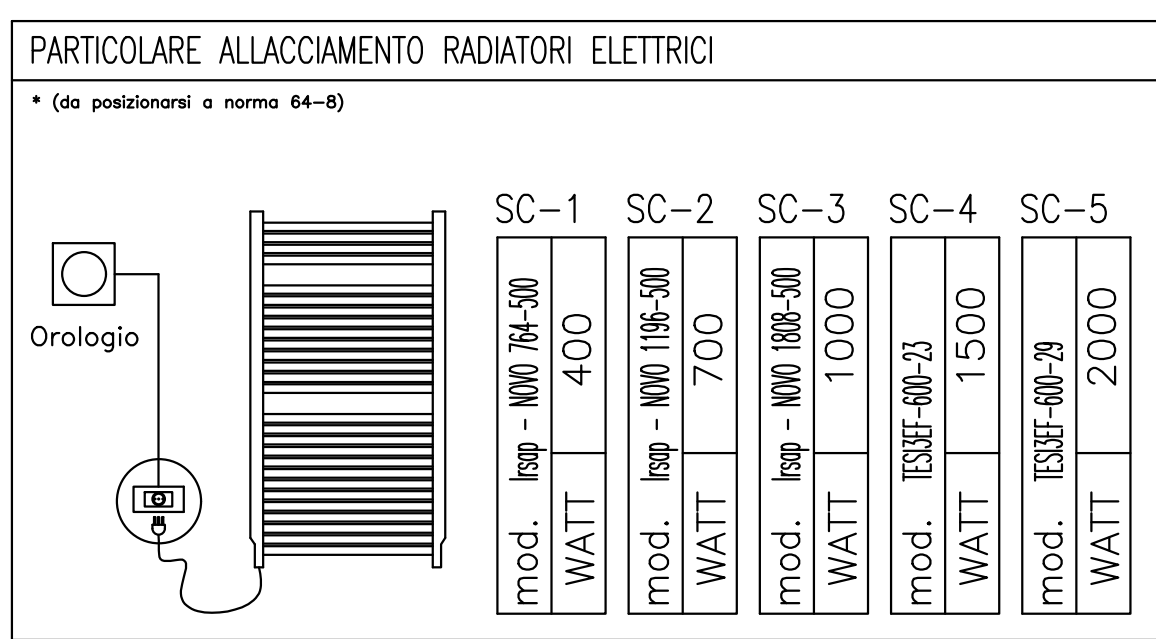 PARTICOLARE ALLACCIAMENTO RADIATORI ELETTRICI
* (da posizionarsi a norma 64-8)
Orologio
SC-1
mod. Irsap - NOVO 764-500
WATT 400
SC-2
mod. Irsap - NOVO 1196-500
WATT 700
SC-3
mod. Irsap - NOVO 1808-500
WATT 1000
SC-4
mod. TESI3EF-600-23
WATT 1500
SC-5
mod. TESI3EF-600-29
WATT 2000